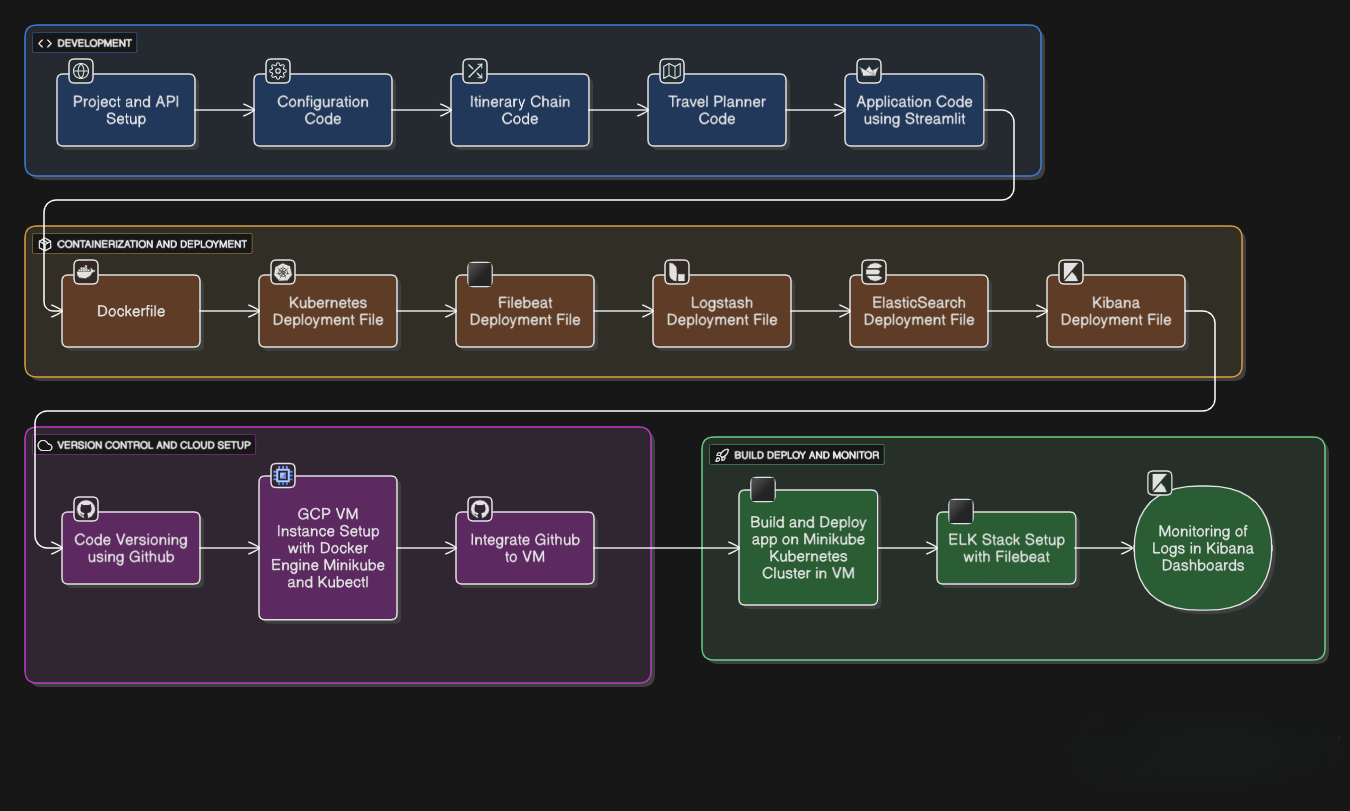 DEVELOPMENT
Project and API
Setup
Configuration
Code
Itinerary Chain
Code
Travel Planner
Code
Application Code
using Streamlit
CONTAINERIZATION AND DEPLOYMENT
Dockerfile
Kubernetes
Deployment File
Filebeat
Deployment File
Logstash
Deployment File
ElasticSearch
Deployment File
Kibana
Deployment File
VERSION CONTROL AND CLOUD SETUP
Code Versioning
using Github
GCP VM
Instance Setup
with Docker
Engine Minikube
and Kubectl
Integrate Github
to VM
BUILD DEPLOY AND MONITOR
Build and Deploy
app on Minikube
Kubernetes
Cluster in VM
ELK Stack Setup
with Filebeat
Monitoring of
Logs in Kibana
Dashboards